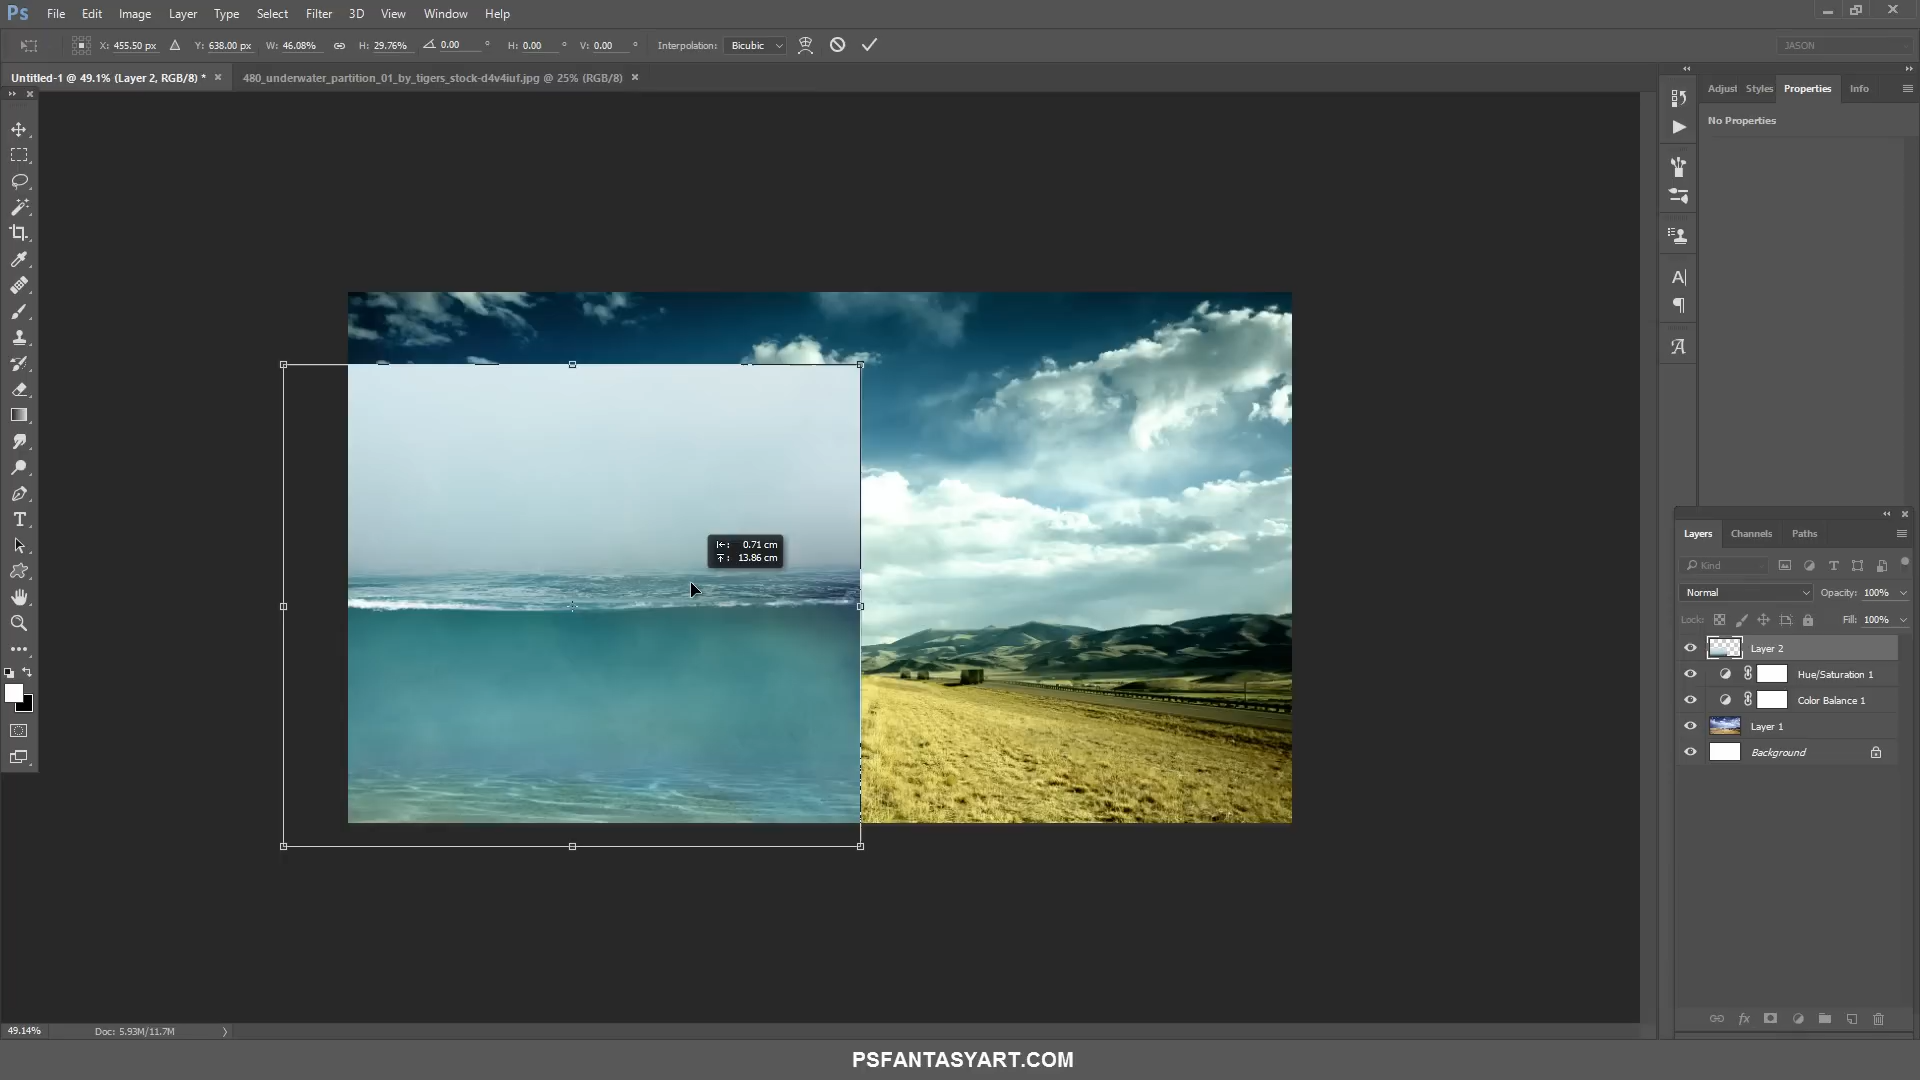 Ps File Edit Image Layer Type Select Filter 3D View Window Help
X: 455.50 px Y: 638.00 px W: 46.08% H: 29.76% 0.00 ° H: 0.00 ° V: 0.00 ° Interpolation: Bicubic JASON
Untitled-1 @ 49.1% (Layer 2, RGB/8) * × 480_underwater_partition_01_by_tigers_stock-d4v4iuf.jpg @ 25% (RGB/8) ×
Adjust Styles Properties Info
No Properties
0.71 cm
13.86 cm
Layers Channels Paths
Kind
Normal Opacity: 100%
Lock: Fill: 100%
Layer 2
Hue/Saturation 1
Color Balance 1
Layer 1
Background
49.14% Doc: 5.93M/11.7M
PSFANTASYART.COM